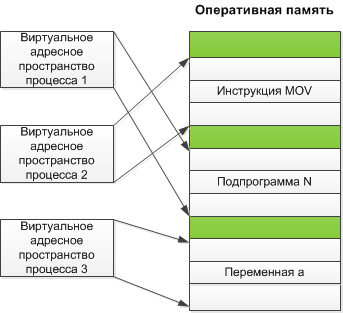 Оперативная память
Виртуальное
адресное
пространство
процесса 1
Инструкция MOV
Виртуальное
адресное
пространство
процесса 2
Подпрограмма N
Виртуальное
адресное
пространство
процесса 3
Переменная а